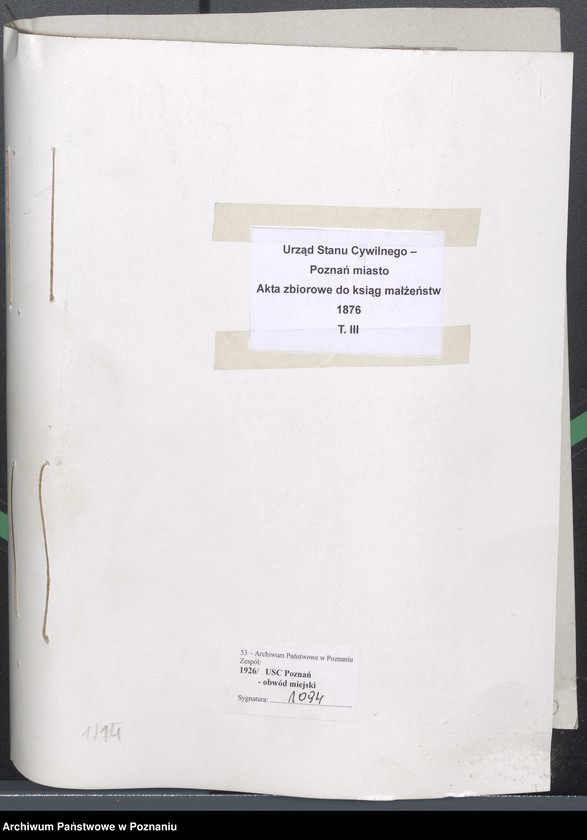 Urząd Stanu Cywilnego –
Poznań miasto
Akta zbiorowe do ksiąg małżeństw
1876
T. III
53 – Archiwum Państwowe w Poznaniu
Zespół:
1926/ USC Poznań
- obwód miejski
Sygnatura: 1094
Archiwum Państwowe w Poznaniu